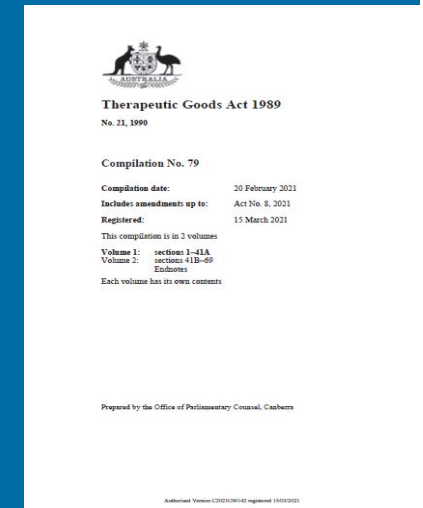 AUSTRALIA
Therapeutic Goods Act 1989
No. 21, 1990
Compilation No. 79
Compilation date: 20 February 2021
Includes amendments up to: Act No. 8, 2021
Registered: 15 March 2021
This compilation is in 2 volumes
Volume 1: sections 1–41A
Volume 2: sections 41B–69
Endnotes
Each volume has its own contents
Prepared by the Office of Parliamentary Counsel, Canberra
Authorised Version C2021C00142 registered 15/03/2021